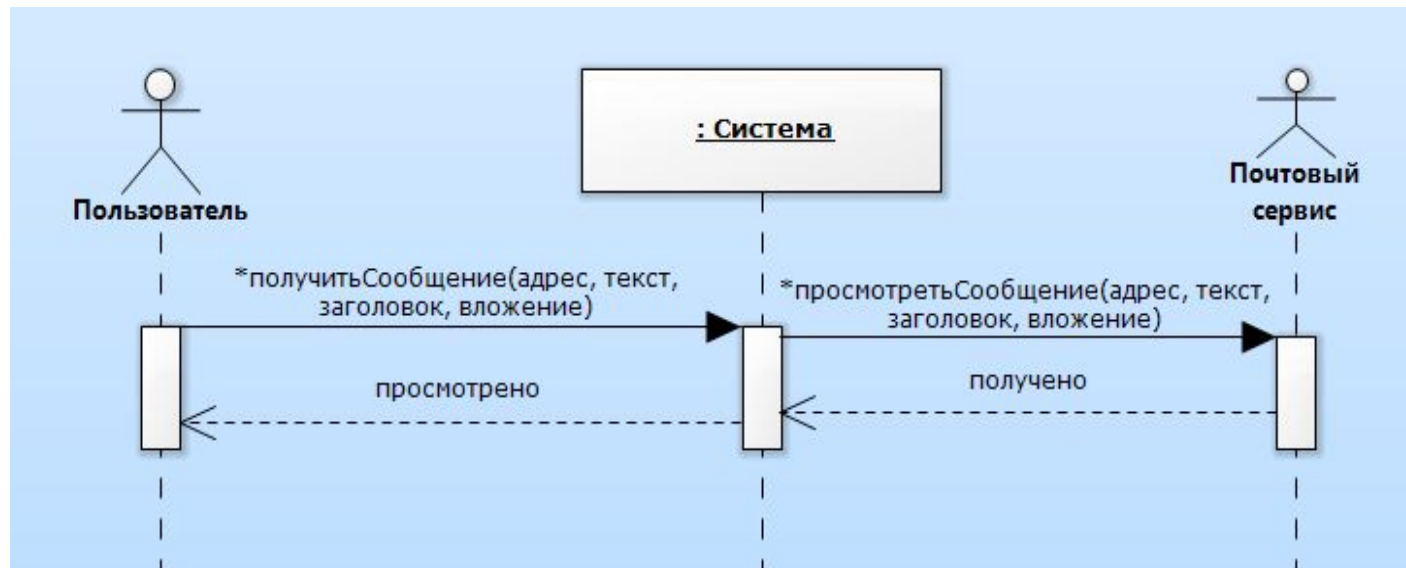 : Система
Пользователь
Почтовый
сервис
*получитьСообщение(адрес, текст,
заголовок, вложение)
*просмотретьСообщение(адрес, текст,
заголовок, вложение)
просмотрено
получено